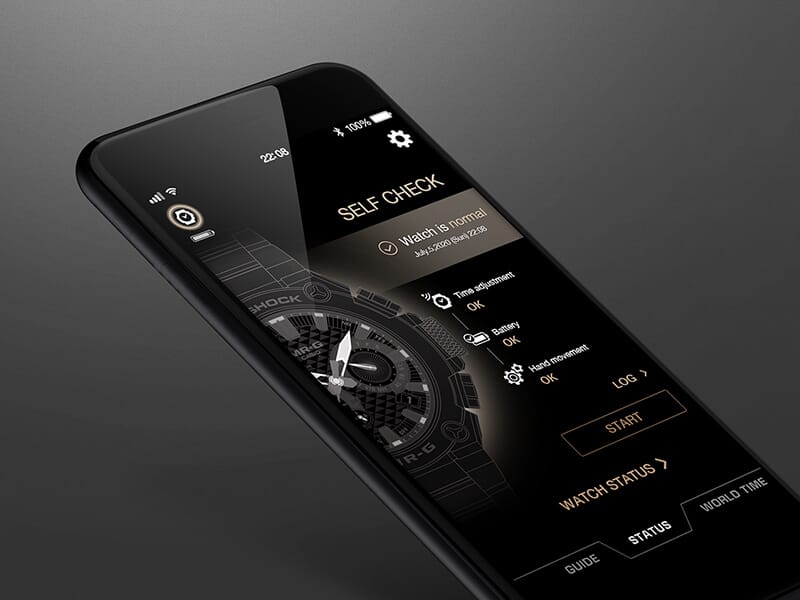 22:08
100%
SELF CHECK
Watch is normal
July.5.2020 (Sun) 22:08
Time adjustment
OK
Battery
OK
Hand movement
OK
LOG
START
WATCH STATUS
GUIDE
STATUS
WORLD TIME
SHOCK
MR-G
CASIO
MR-G